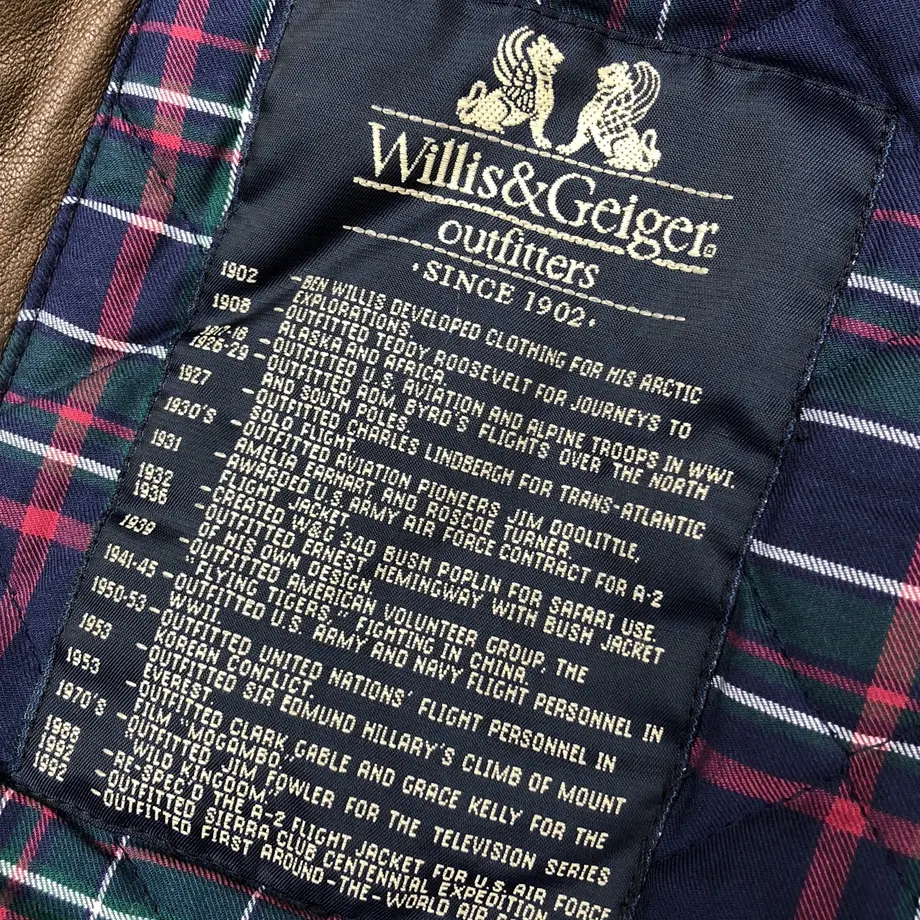 Willis&Geiger
outfitters
·SINCE 1902·
1902 -BEN WILLIS DEVELOPED CLOTHING FOR HIS ARCTIC
EXPLORATIONS.
1908 -OUTFITTED TEDDY ROOSEVELT FOR JOURNEYS TO
ALASKA AND AFRICA.
1917-18 -OUTFITTED U.S. AVIATION AND ALPINE TROOPS IN WWI.
1926-29 -OUTFITTED ADM. BYRD'S FLIGHTS OVER THE NORTH
AND SOUTH POLES.
1927 -OUTFITTED CHARLES LINDBERGH FOR TRANS-ATLANTIC
SOLO FLIGHT.
1930'S -OUTFITTED AVIATION PIONEERS JIM DOOLITTLE,
AMELIA EARHART, AND ROSCOE TURNER.
1931 -AWARDED U.S. ARMY AIR FORCE CONTRACT FOR A-2
FLIGHT JACKET.
1932 -CREATED W&G 340 BUSH POPLIN FOR SAFARI USE.
1936 -OUTFITTED ERNEST HEMINGWAY WITH BUSH JACKET
OF HIS OWN DESIGN.
1939 -OUTFITTED AMERICAN VOLUNTEER GROUP, THE
"FLYING TIGERS," FIGHTING IN CHINA.
1941-45 -OUTFITTED U.S. ARMY AND NAVY FLIGHT PERSONNEL IN
WWII.
1950-53 -OUTFITTED UNITED NATIONS' FLIGHT PERSONNEL IN
KOREAN CONFLICT.
1953 -OUTFITTED SIR EDMUND HILLARY'S CLIMB OF MOUNT
EVEREST.
1953 -OUTFITTED CLARK GABLE AND GRACE KELLY FOR THE
FILM "MOGAMBO."
1970'S -OUTFITTED JIM FOWLER FOR THE TELEVISION SERIES
"WILD KINGDOM."
1988 -RE-SPEC'D THE A-2 FLIGHT JACKET FOR U.S. AIR FORCE
1992 -OUTFITTED SIERRA CLUB CENTENNIAL EXPEDITION
1992 -OUTFITTED FIRST AROUND-THE-WORLD AIR